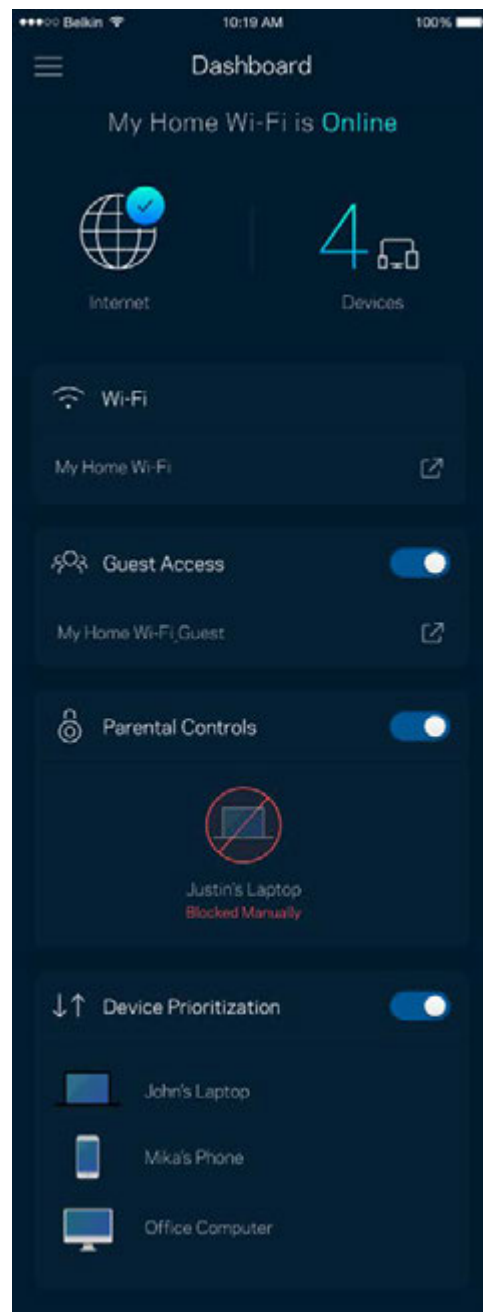 Belkin 10:19 AM 100%
Dashboard
My Home Wi-Fi is Online
4
Internet Devices
Wi-Fi
My Home Wi-Fi
Guest Access
My Home Wi-Fi_Guest
Parental Controls
Justin's Laptop
Blocked Manually
Device Prioritization
John's Laptop
Mika's Phone
Office Computer